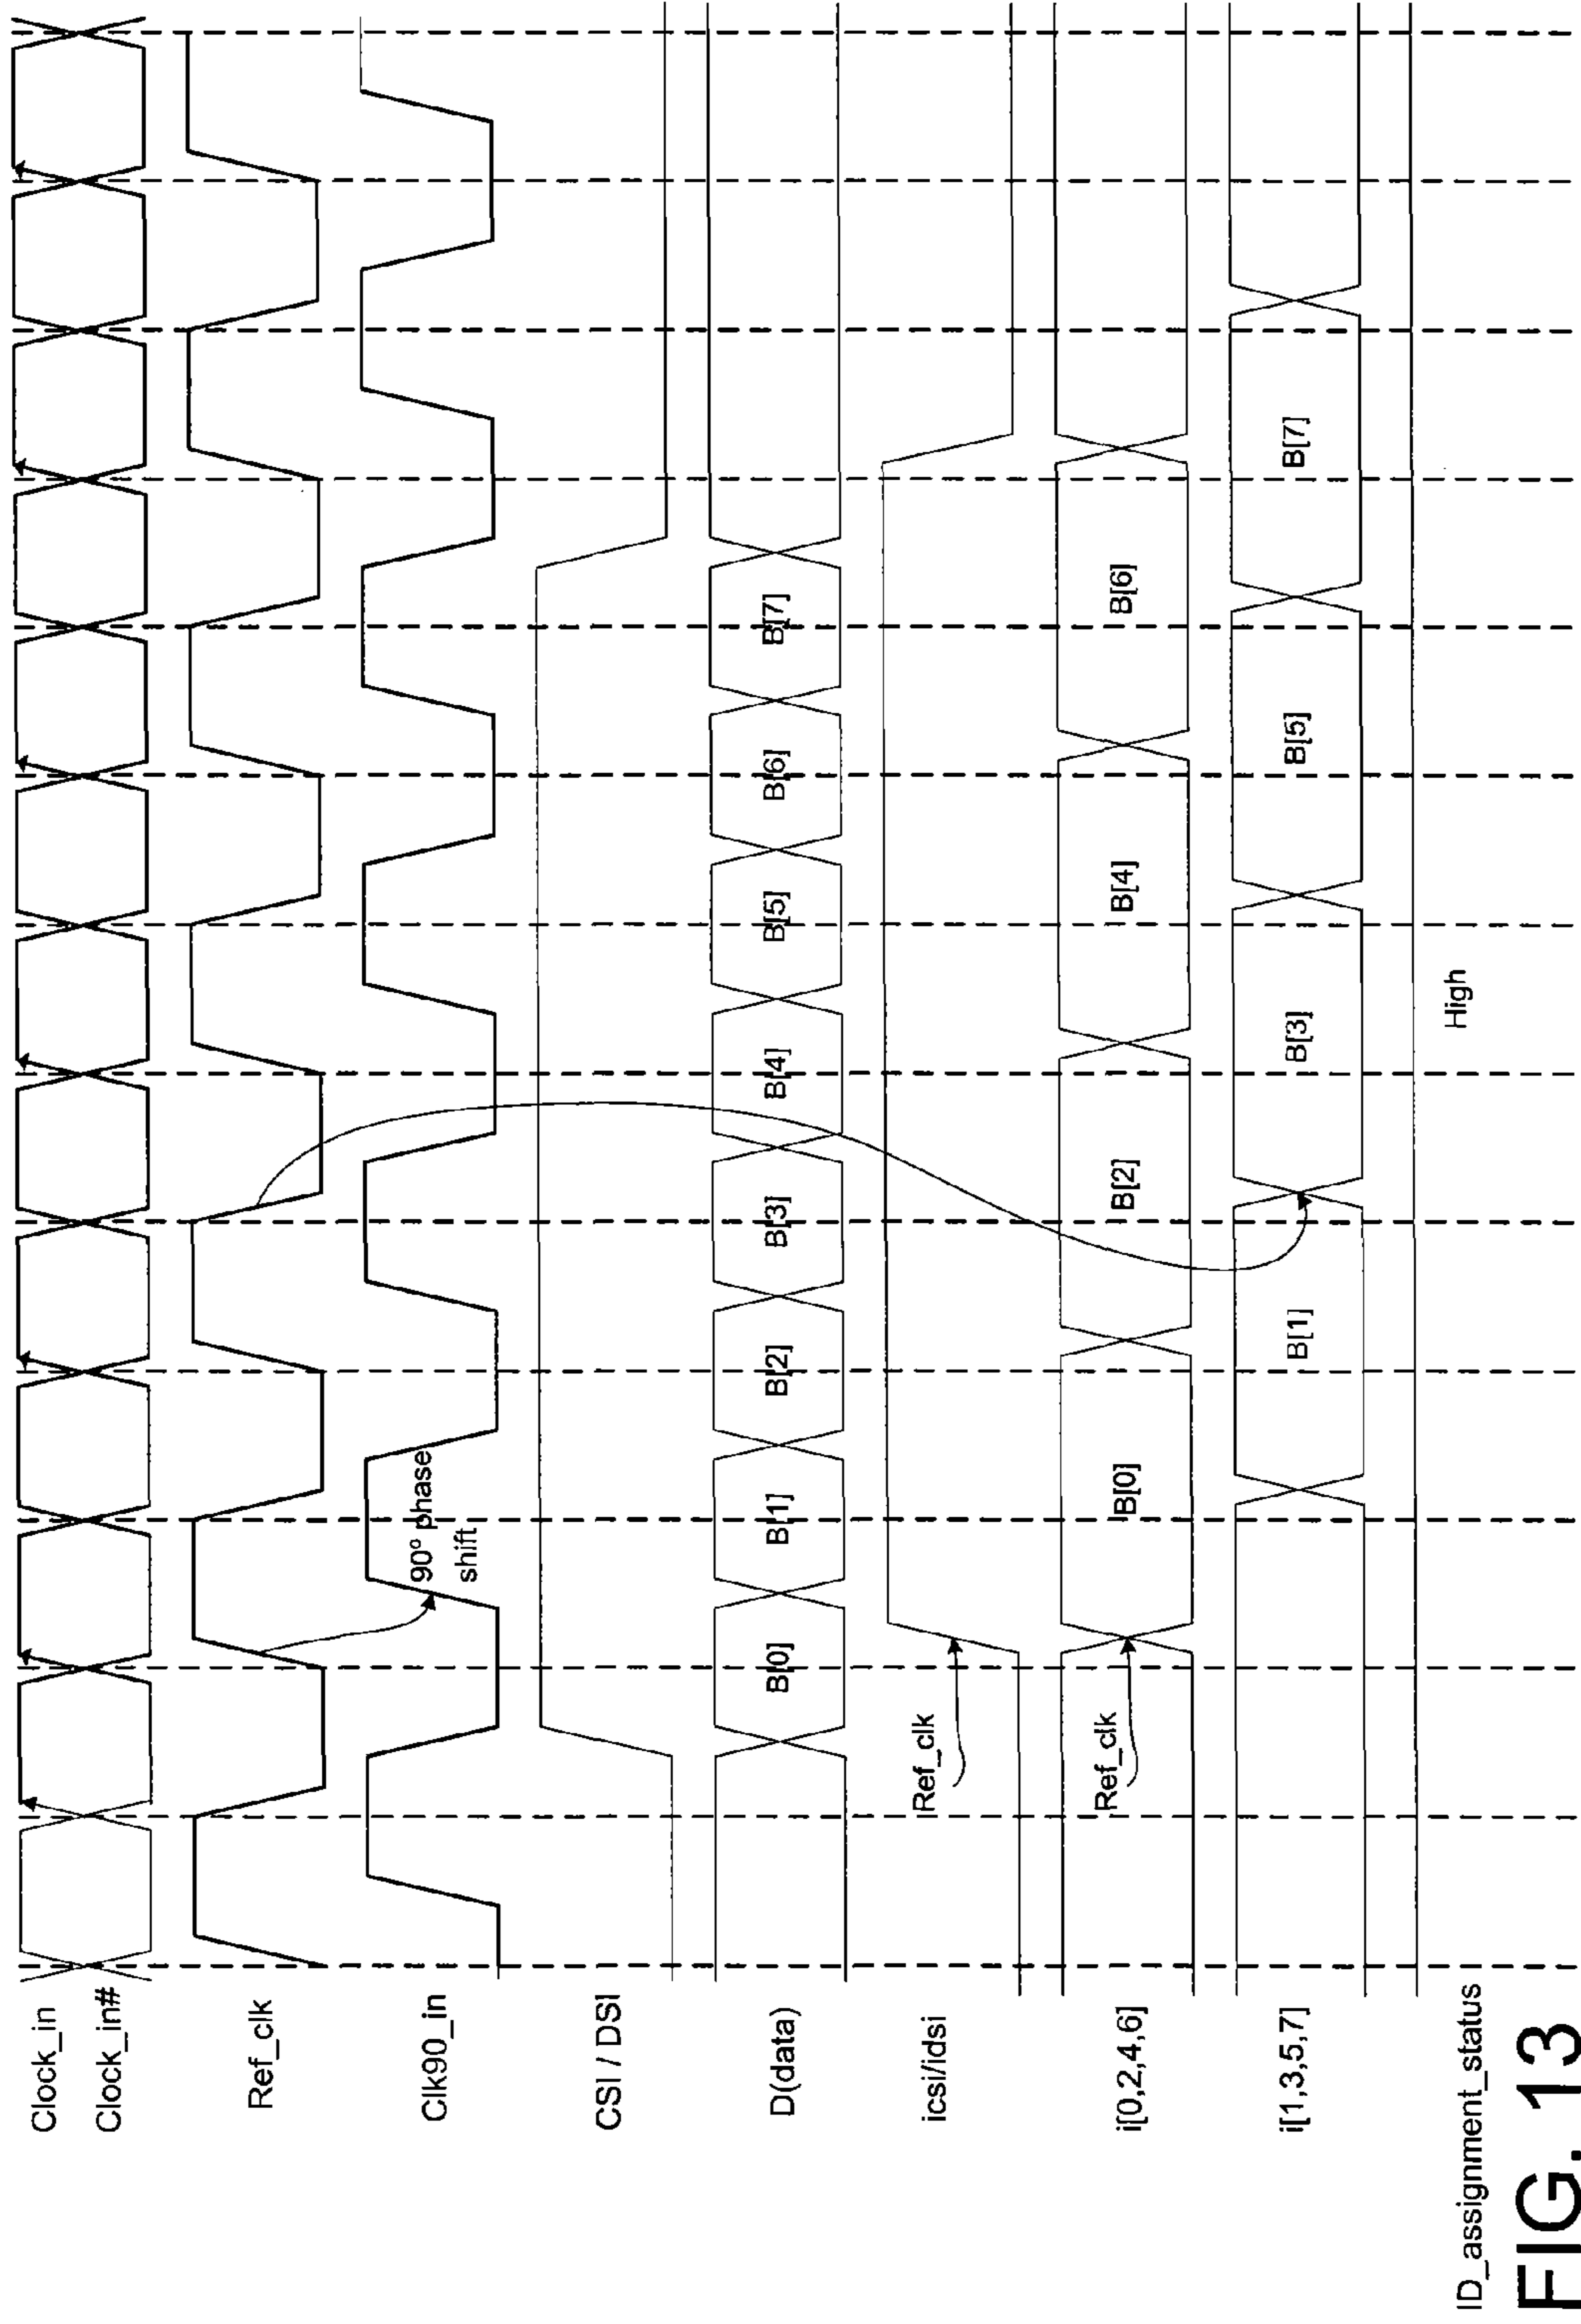 Clock_in
Clock_in#
Ref_clk
90º phase
shift
Clk90_in
CSI / DSI
D(data)
B[0]
B[1]
B[2]
B[3]
B[4]
B[5]
B[6]
B[7]
icsi/idsi
Ref_clk
i[0,2,4,6]
Ref_clk
B[0]
B[2]
B[4]
B[6]
i[1,3,5,7]
B[1]
B[3]
B[5]
B[7]
ID_assignment_status
High
FIG. 13